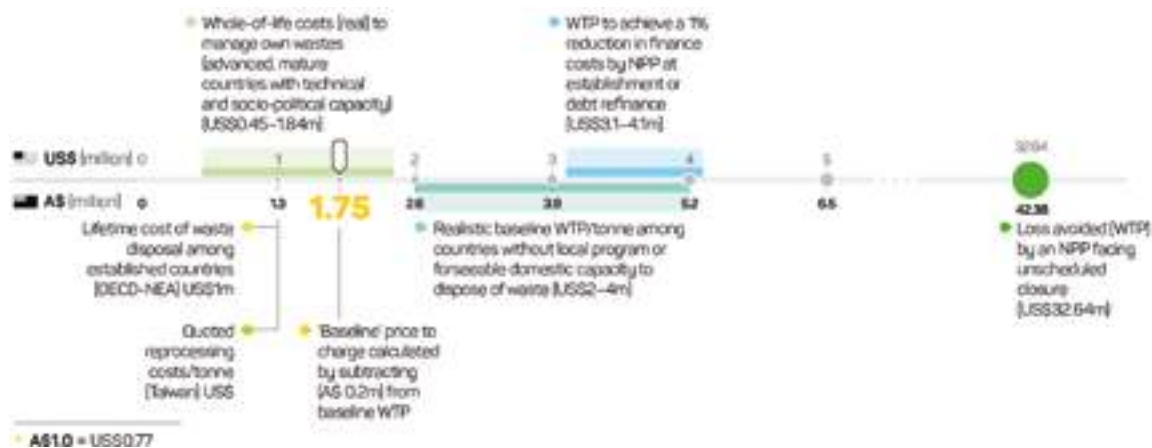 Whole-of-life costs (real) to
manage own wastes
(advanced, mature
countries with technical
and socio-political capacity)
(US$0.45–1.84m)
WTP to achieve a 1%
reduction in finance
costs by NPP at
establishment or
debt refinance
(US$3.1–4.1m)
US$ (million) 0 1 2 3 4 5 32.64
A$ (million) 0 1.3 1.75 2.6 3.9 5.2 6.5 42.38
Lifetime cost of waste
disposal among
established countries
(OECD-NEA) US$1m
Realistic baseline WTP/tonne among
countries without local program or
forseeable domestic capacity to
dispose of waste (US$2–4m)
Loss avoided (WTP)
by an NPP facing
unscheduled
closure
(US$32.64m)
Quoted
reprocessing
costs/tonne
(Taiwan) US$
'Baseline' price to
charge calculated
by subtracting
(A$ 0.2m) from
baseline WTP
A$1.0 = US$0.77